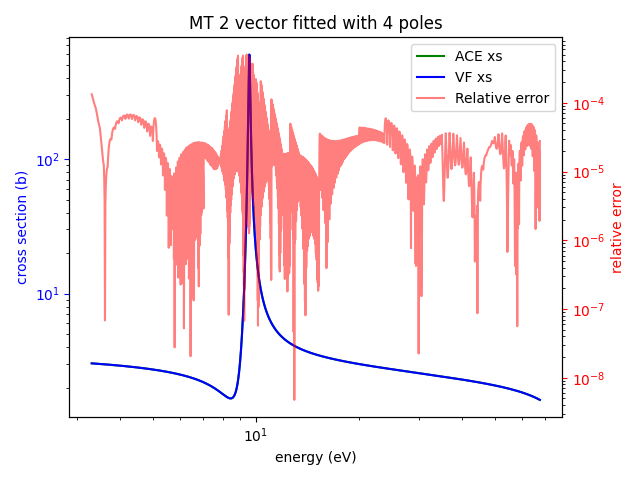 MT 2 vector fitted with 4 poles
ACE xs
VF xs
Relative error
cross section (b)
10²
10¹
relative error
10⁻⁴
10⁻⁵
10⁻⁶
10⁻⁷
10⁻⁸
10¹
energy (eV)